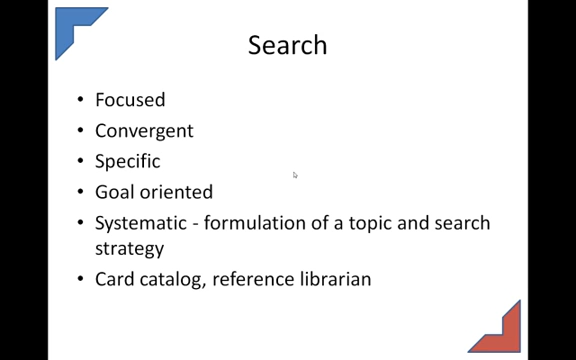 Search
• Focused
• Convergent
• Specific
• Goal oriented
• Systematic - formulation of a topic and search
strategy
• Card catalog, reference librarian